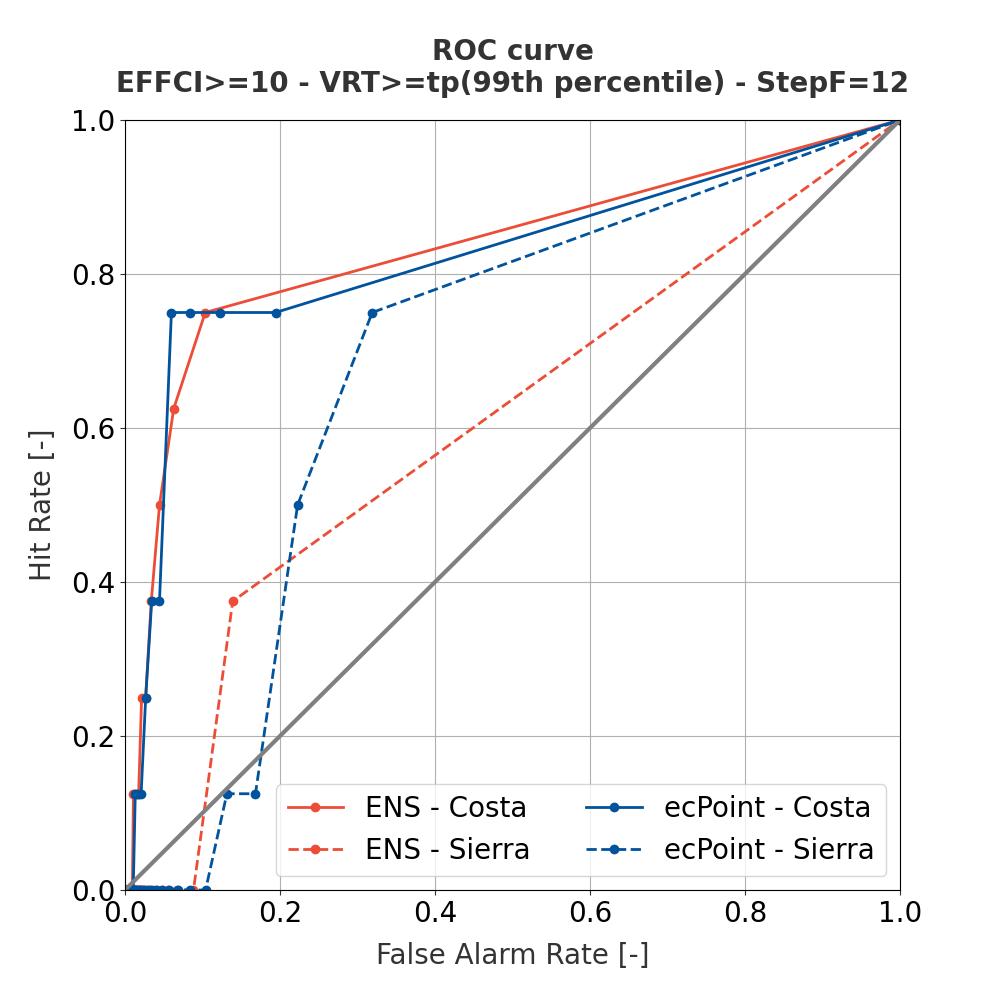 ROC curve
EFFCI>=10 - VRT>=tp(99th percentile) - StepF=12
1.0
0.8
0.6
0.4
0.2
0.0
Hit Rate [-]
ENS - Costa
ecPoint - Costa
ENS - Sierra
ecPoint - Sierra
0.0 0.2 0.4 0.6 0.8 1.0
False Alarm Rate [-]